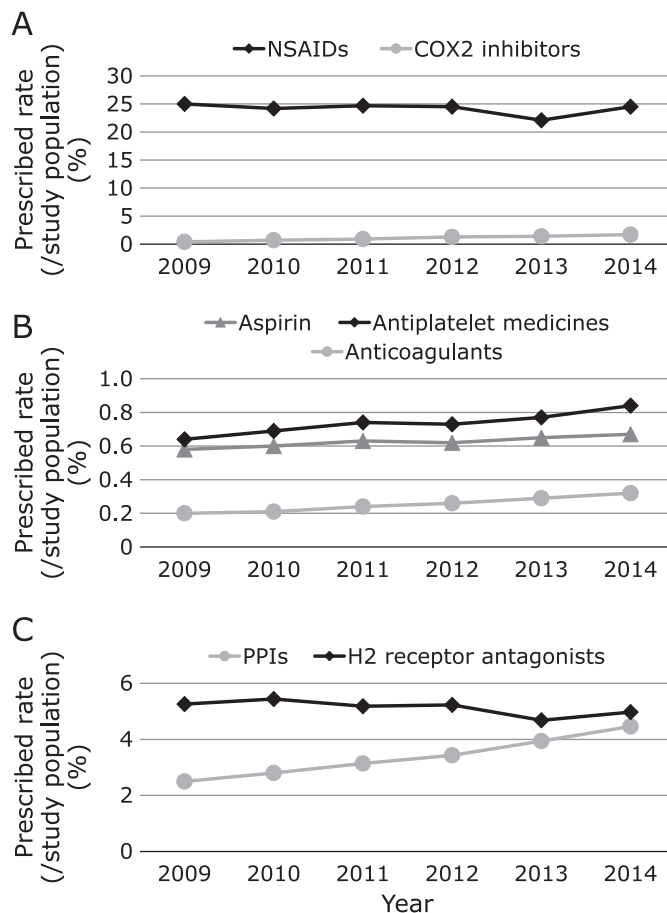 A
NSAIDs COX2 inhibitors
Prescribed rate
(/study population)
(%)
30
25
20
15
10
5
0
2009 2010 2011 2012 2013 2014
B
Aspirin Antiplatelet medicines
Anticoagulants
Prescribed rate
(/study population)
(%)
1.0
0.8
0.6
0.4
0.2
0
2009 2010 2011 2012 2013 2014
C
PPIs H2 receptor antagonists
Prescribed rate
(/study population)
(%)
6
4
2
0
2009 2010 2011 2012 2013 2014
Year